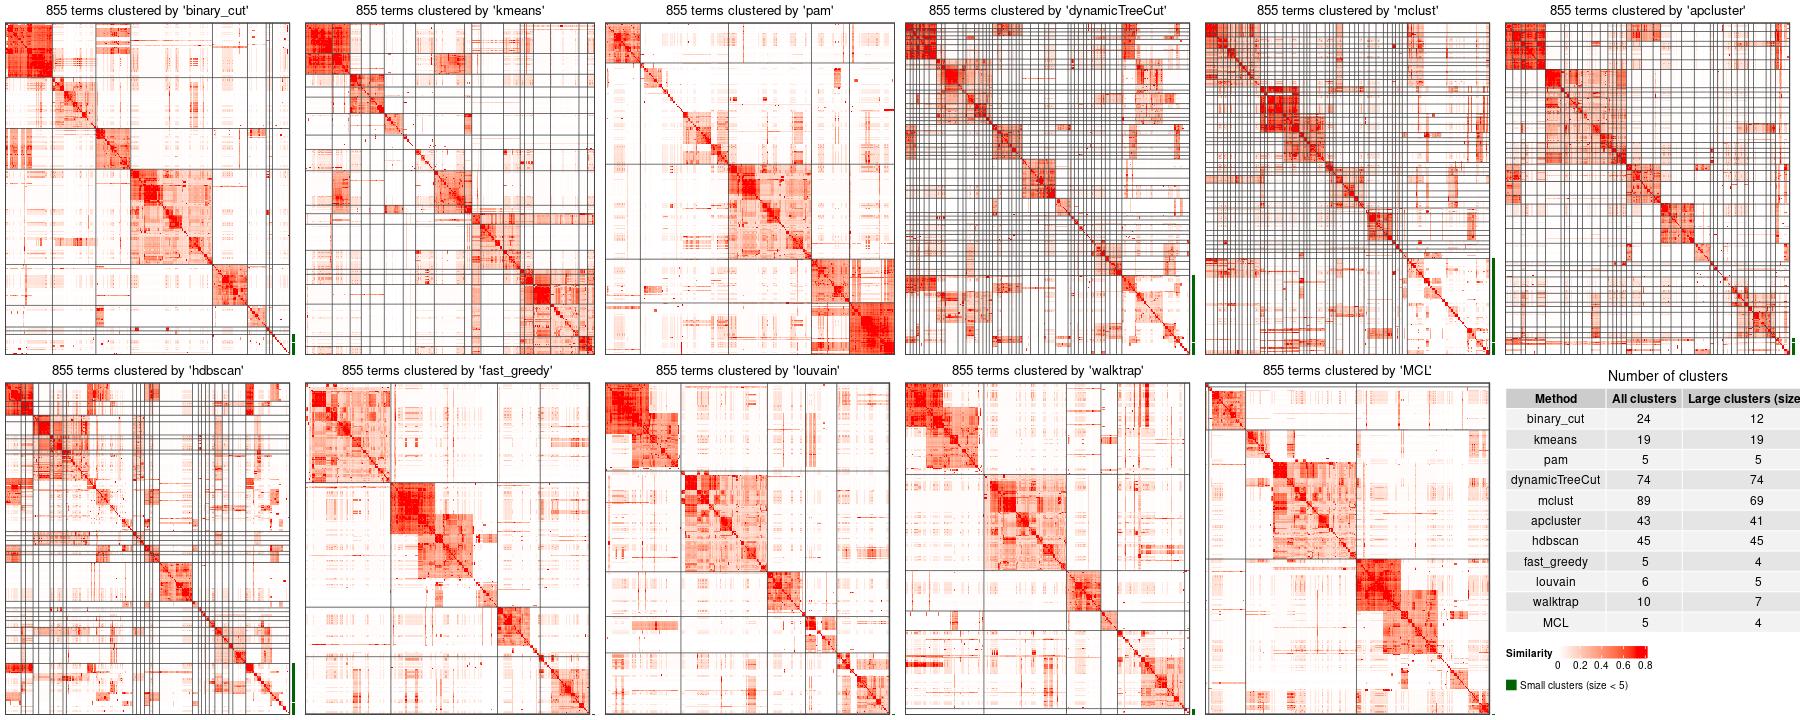 855 terms clustered by 'binary_cut'
855 terms clustered by 'kmeans'
855 terms clustered by 'pam'
855 terms clustered by 'dynamicTreeCut'
855 terms clustered by 'mclust'
855 terms clustered by 'apcluster'
855 terms clustered by 'hdbscan'
855 terms clustered by 'fast_greedy'
855 terms clustered by 'louvain'
855 terms clustered by 'walktrap'
855 terms clustered by 'MCL'
Number of clusters
Method All clusters Large clusters (size
binary_cut 24 12
kmeans 19 19
pam 5 5
dynamicTreeCut 74 74
mclust 89 69
apcluster 43 41
hdbscan 45 45
fast_greedy 5 4
louvain 6 5
walktrap 10 7
MCL 5 4
Similarity
0 0.2 0.4 0.6 0.8
Small clusters (size < 5)